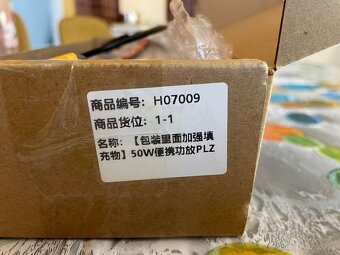 商品编号： H07009
商品货位： 1-1
名称： 【包装里面加强填
充物】50W便携功放PLZ